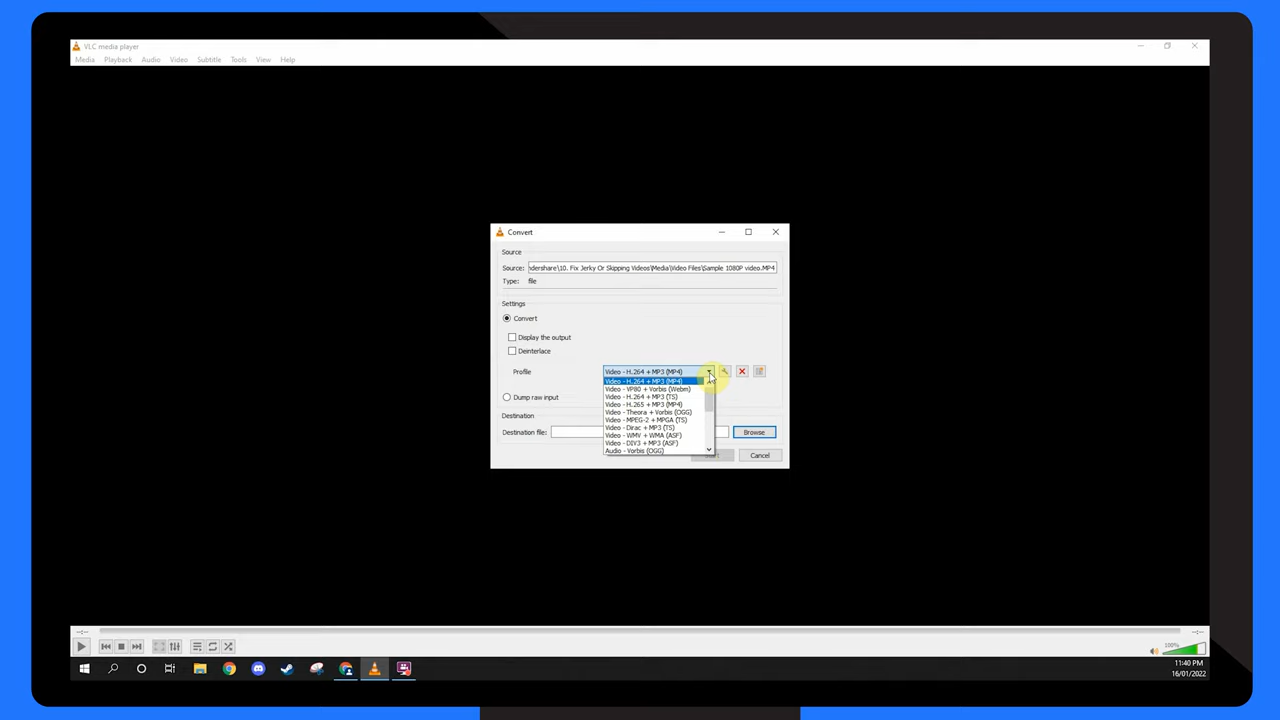 VLC media player
Media Playback Audio Video Subtitle Tools View Help
Convert
Source
Source: ndershare\10. Fix Jerky Or Skipping Videos\Media\Video Files\Sample 1080P video.MP4
Type: file
Settings
Convert
Display the output
Deinterlace
Profile Video - H.264 + MP3 (MP4)
Video - H.264 + MP3 (MP4)
Video - VP80 + Vorbis (Webm)
Video - H.264 + MP3 (TS)
Dump raw input
Video - H.265 + MP3 (MP4)
Video - Theora + Vorbis (OGG)
Destination
Video - MPEG-2 + MPGA (TS)
Video - Dirac + MP3 (TS)
Destination file: Browse
Video - WMV + WMA (ASF)
Video - DIV3 + MP3 (ASF)
Audio - Vorbis (OGG)
Cancel
--:-- --:--
100%
11:40 PM
16/01/2022